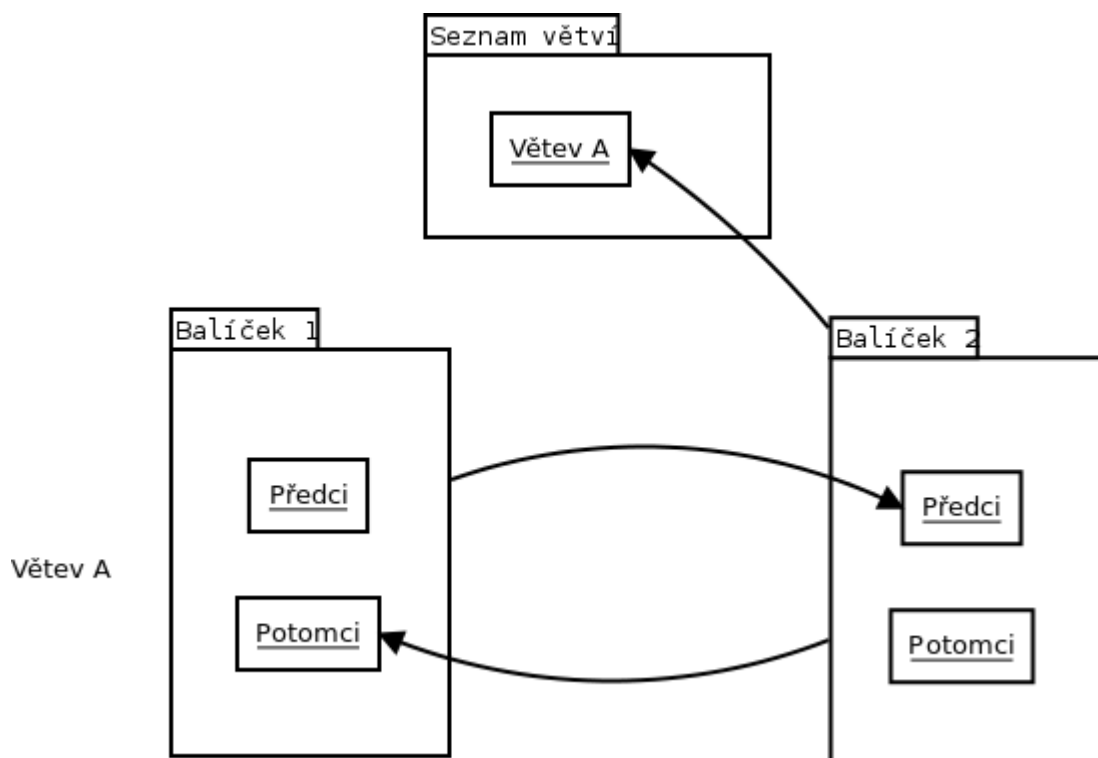 Seznam větví
Větev A
Balíček 1
Balíček 2
Předci
Předci
Větev A
Potomci
Potomci